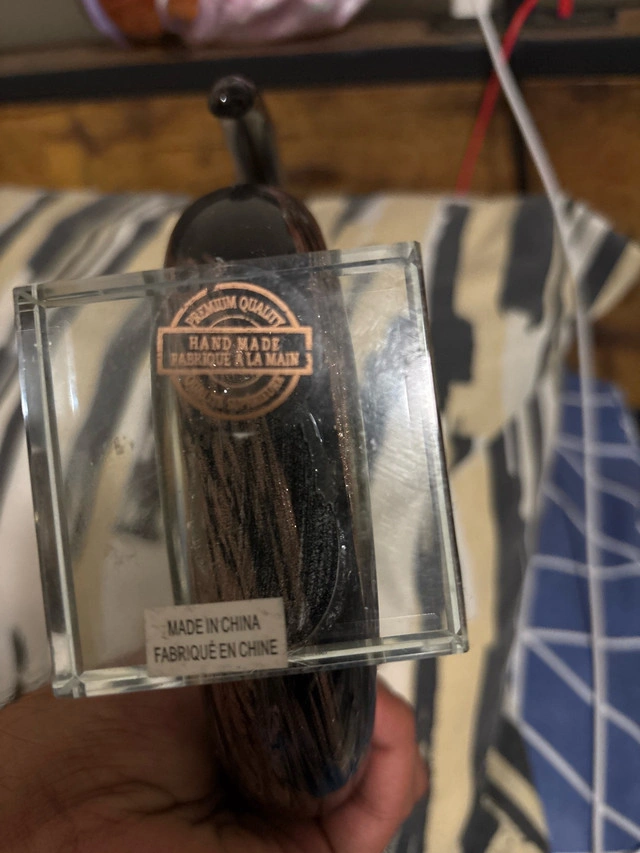 PREMIUM QUALITY
HAND MADE
FABRIQUÉ À LA MAIN
MADE IN CHINA
FABRIQUÉ EN CHINE